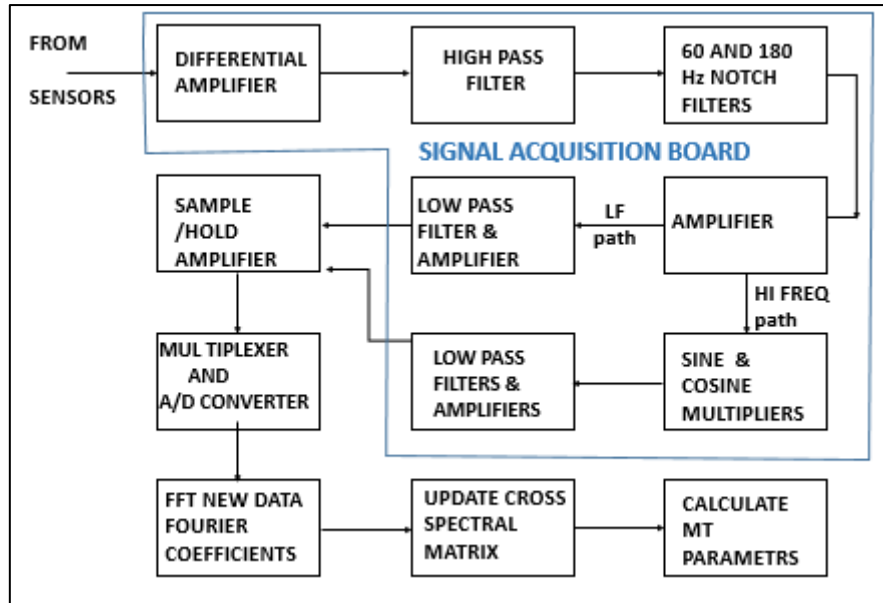 FROM
SENSORS
DIFFERENTIAL
AMPLIFIER
HIGH PASS
FILTER
60 AND 180
Hz NOTCH
FILTERS
SIGNAL ACQUISITION BOARD
SAMPLE
/HOLD
AMPLIFIER
LOW PASS
FILTER &
AMPLIFIER
LF
path
AMPLIFIER
HI FREQ
path
MUL TIPLEXER
AND
A/D CONVERTER
LOW PASS
FILTERS &
AMPLIFIERS
SINE &
COSINE
MULTIPLIERS
FFT NEW DATA
FOURIER
COEFFICIENTS
UPDATE CROSS
SPECTRAL
MATRIX
CALCULATE
MT
PARAMETRS